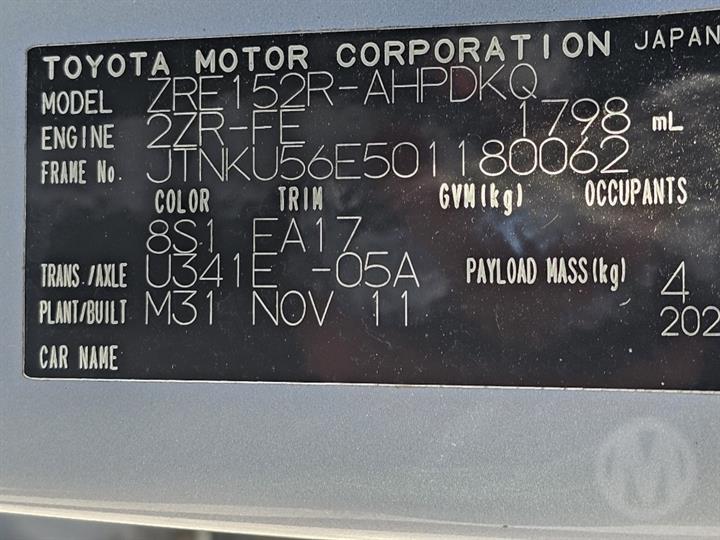 TOYOTA MOTOR CORPORATION JAPAN
MODEL ZRE152R-AHPDKQ
ENGINE 2ZR-FE 1798 mL
FRAME No. JTNKU56E501180062
COLOR TRIM GVM(kg) OCCUPANTS
8S1 EA17
TRANS./AXLE U341E -05A PAYLOAD MASS(kg) 4
PLANT/BUILT M31 NOV 11 202
CAR NAME
M